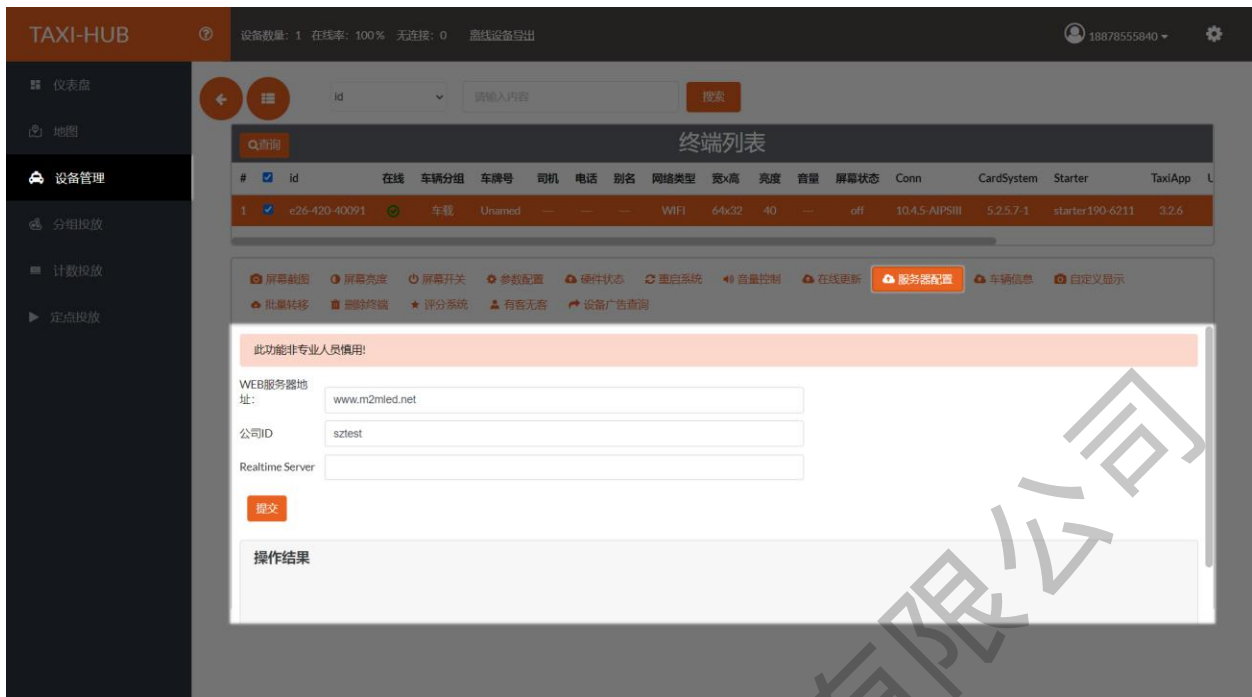 TAXI-HUB
设备数量: 1 在线率: 100% 无连接: 0 离线设备导出
18878555840
仪表盘
地图
设备管理
分组投放
计数投放
定点投放
id 请输入内容 搜索
查询 终端列表
# id 在线 车辆分组 车牌号 司机 电话 别名 网络类型 宽x高 亮度 音量 屏幕状态 Conn CardSystem Starter TaxiApp U
1 e26-420-40091 车载 Unamed — — — WIFI 64x32 40 — off 10.4.5-AIPSIII 5.2.5.7-1 starter190-6211 3.2.6
屏幕截图 屏幕亮度 屏幕开关 参数配置 硬件状态 重启系统 音量控制 在线更新 服务器配置 车辆信息 自定义显示
批量转移 删除终端 评分系统 有客无客 设备广告查询
此功能非专业人员慎用!
WEB服务器地
址: www.m2mled.net
公司ID sztest
Realtime Server
提交
操作结果
有限公司